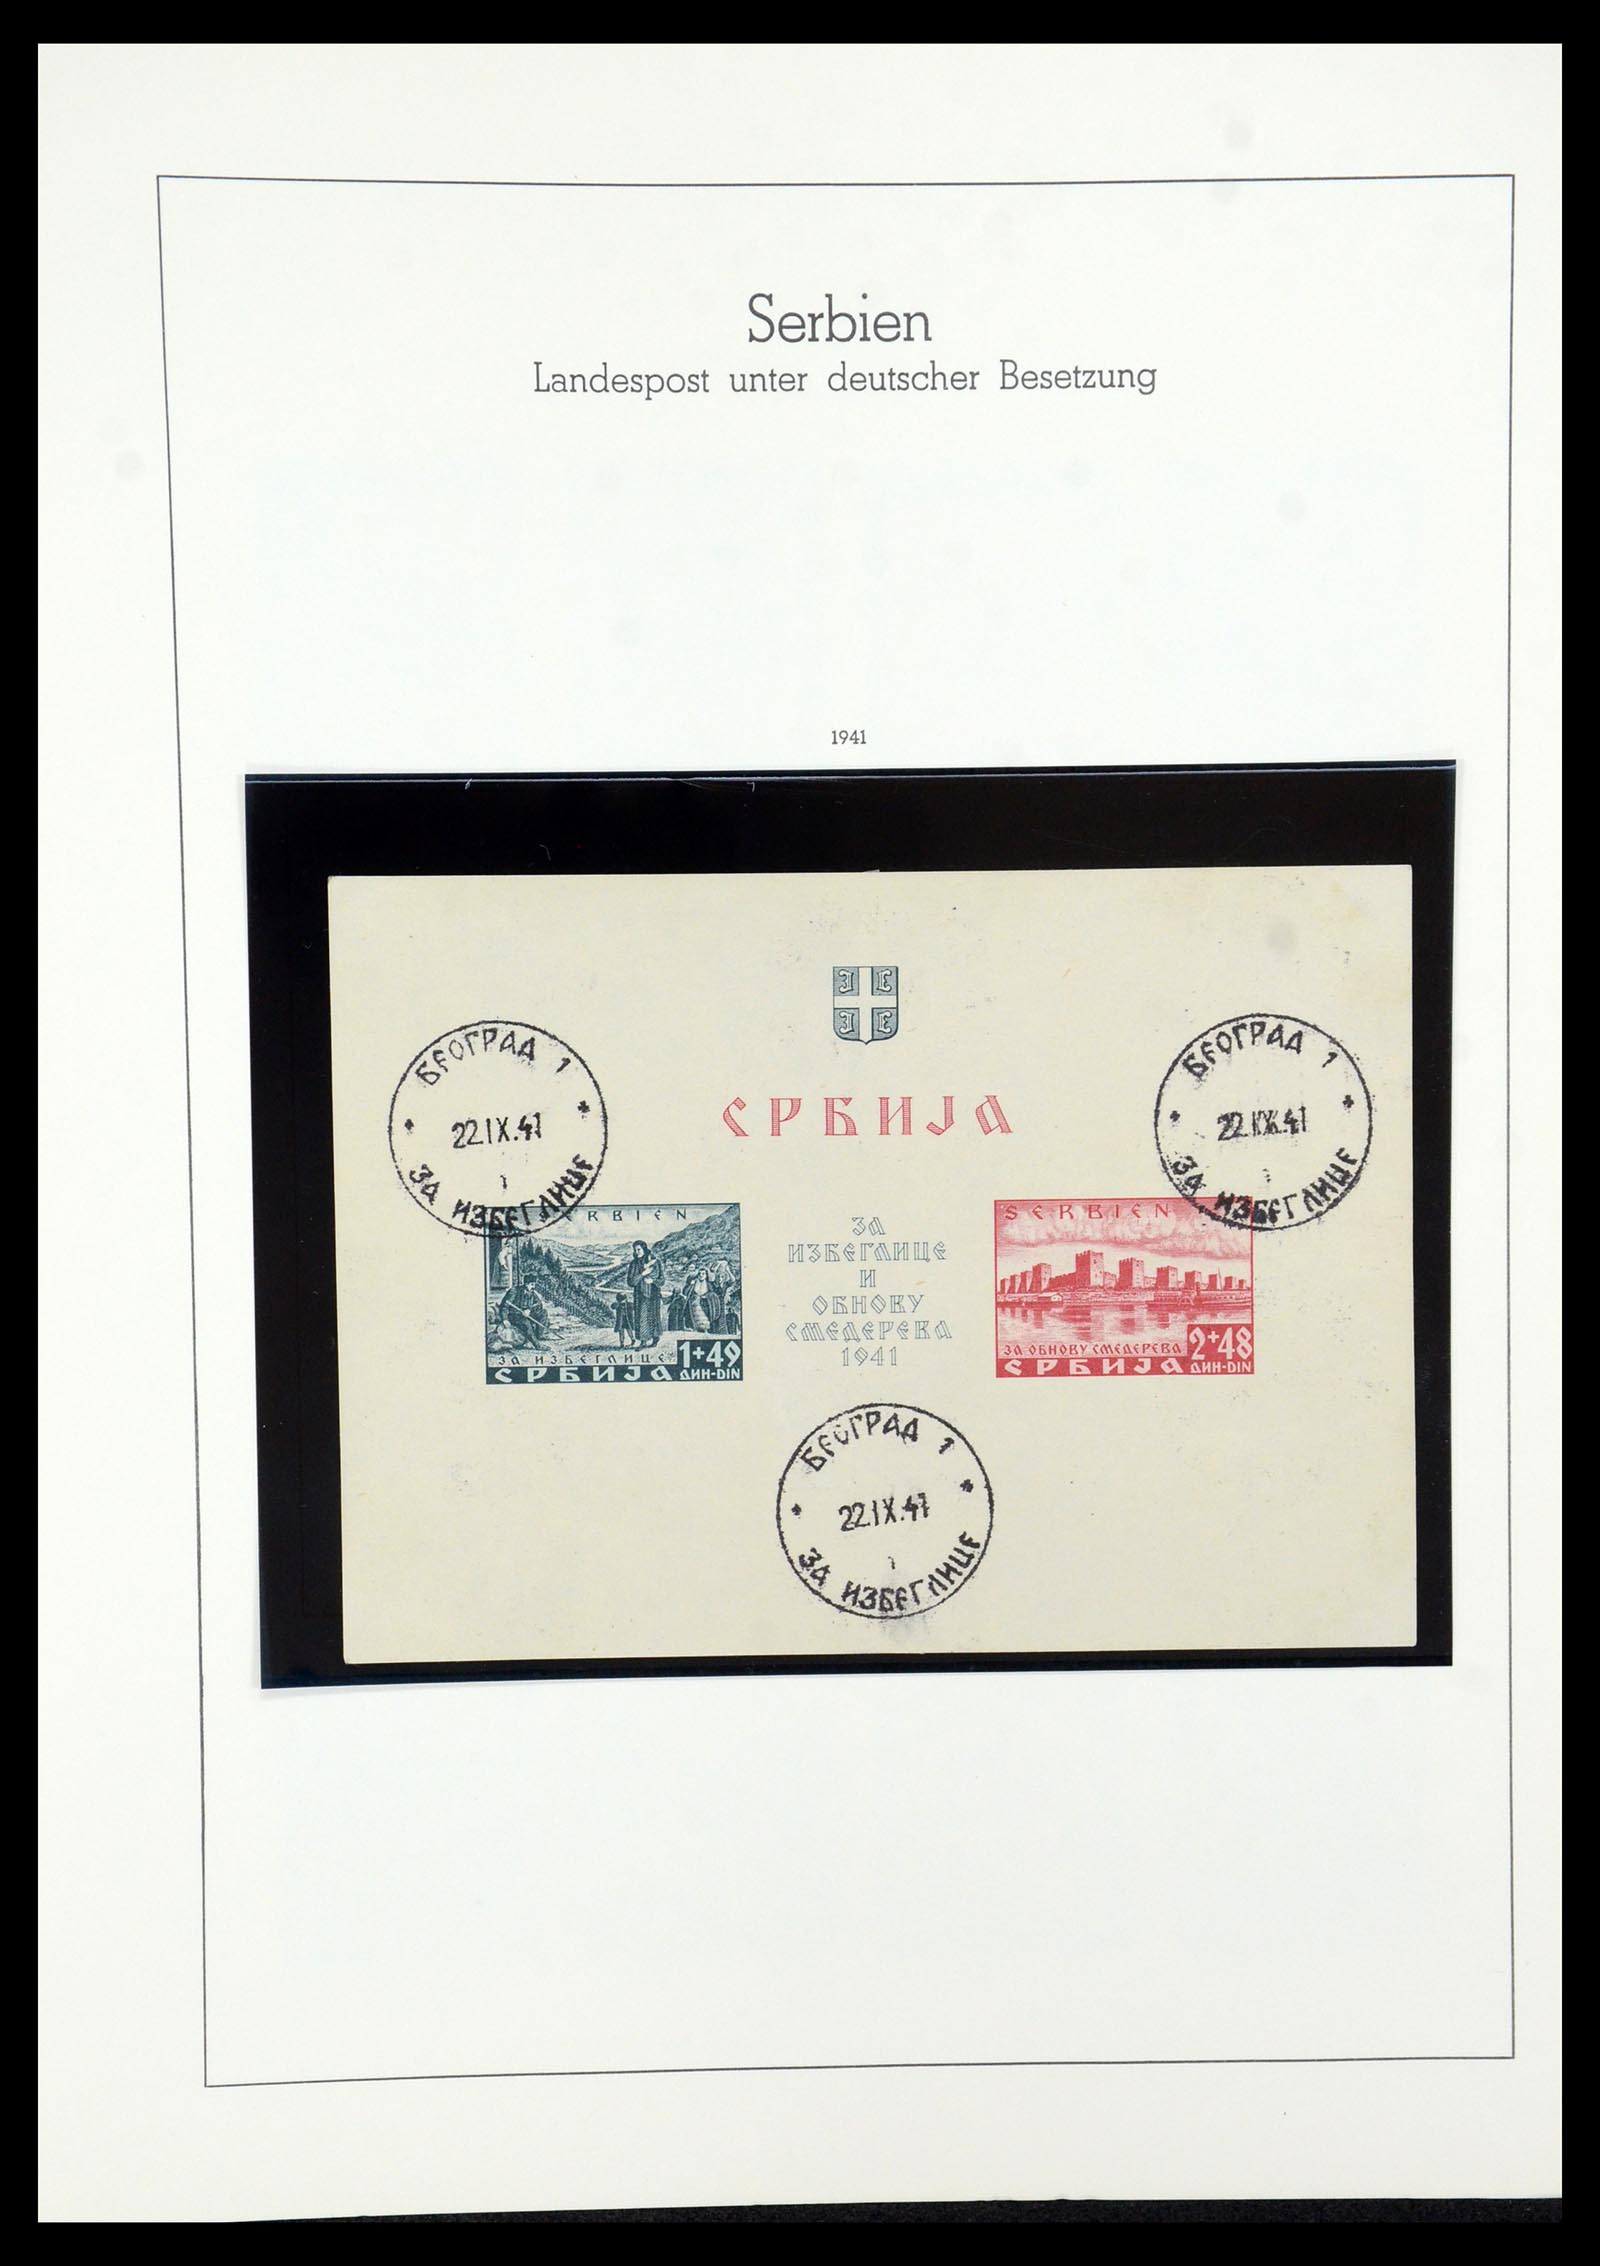 Serbien
Landespost unter deutscher Besetzung
1941
БЕОГРАД 1
22.IX.41
ЗА ИЗБЕГЛИЦЕ
БЕОГРАД 1
22.IX.41
ЗА ИЗБЕГЛИЦЕ
СРБИЈА
SERBIEN
ЗА ИЗБЕГЛИЦЕ
1+49
СРБИЈА ДИН-DIN
ЗА
ИЗБЕГЛИЦЕ
И
ОБНОВУ
СМЕДЕРЕВА
1941
SERBIEN
ЗА ОБНОВУ СМЕДЕРЕВА
2+48
СРБИЈА ДИН-DIN
БЕОГРАД 1
22.IX.41
ЗА ИЗБЕГЛИЦЕ